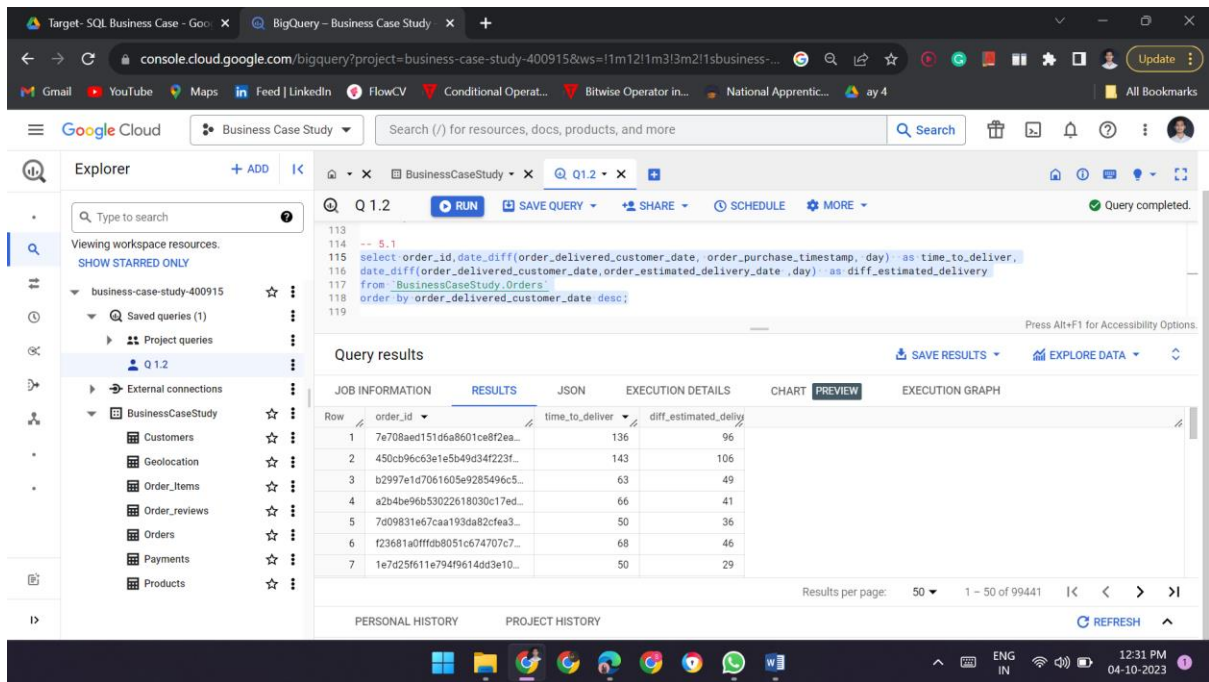 Target- SQL Business Case - Goo
BigQuery – Business Case Study -
console.cloud.google.com/bigquery?project=business-case-study-400915&ws=!1m12!1m3!3m2!1sbusiness-...
Update
Gmail YouTube Maps Feed | LinkedIn FlowCV Conditional Operat... Bitwise Operator in... National Apprentic... ay 4 All Bookmarks
Google Cloud Business Case Study Search (/) for resources, docs, products, and more Search
Explorer + ADD
BusinessCaseStudy Q1.2
Q 1.2 RUN SAVE QUERY SHARE SCHEDULE MORE Query completed.
Type to search
Viewing workspace resources.
SHOW STARRED ONLY
business-case-study-400915
Saved queries (1)
Project queries
Q 1.2
External connections
BusinessCaseStudy
Customers
Geolocation
Order_Items
Order_reviews
Orders
Payments
Products
113
114 -- 5.1
115 select order_id,date_diff(order_delivered_customer_date, order_purchase_timestamp, day) as time_to_deliver,
116 date_diff(order_delivered_customer_date,order_estimated_delivery_date ,day) as diff_estimated_delivery
117 from `BusinessCaseStudy.Orders`
118 order by order_delivered_customer_date desc;
119
Press Alt+F1 for Accessibility Options.
Query results SAVE RESULTS EXPLORE DATA
JOB INFORMATION RESULTS JSON EXECUTION DETAILS CHART PREVIEW EXECUTION GRAPH
Row order_id time_to_deliver diff_estimated_deliv
1 7e708aed151d6a8601ce8f2ea... 136 96
2 450cb96c63e1e5b49d34f223f... 143 106
3 b2997e1d7061605e9285496c5... 63 49
4 a2b4be96b53022618030c17ed... 66 41
5 7d09831e67caa193da82cfea3... 50 36
6 f23681a0fffdb8051c674707c7... 68 46
7 1e7d25f611e794f9614dd3e10... 50 29
Results per page: 50 1 – 50 of 99441
PERSONAL HISTORY PROJECT HISTORY REFRESH
ENG
IN
12:31 PM
04-10-2023
1